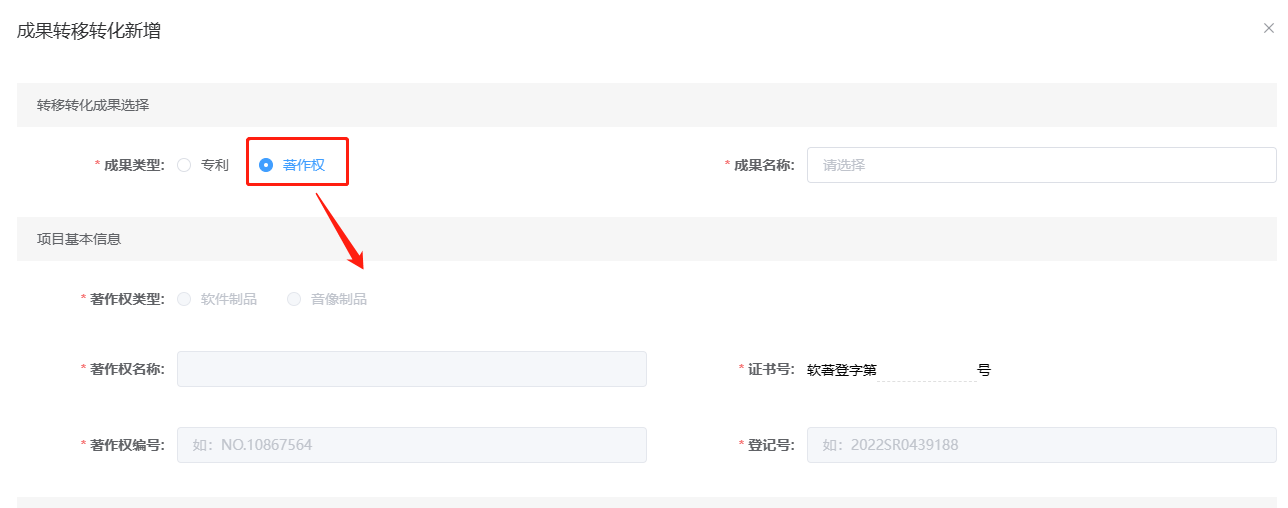 成果转移转化新增
转移转化成果选择
* 成果类型: 专利 著作权 * 成果名称: 请选择
项目基本信息
* 著作权类型: 软件制品 音像制品
* 著作权名称: * 证书号: 软著登字第 号
* 著作权编号: 如：NO.10867564 * 登记号: 如：2022SR0439188